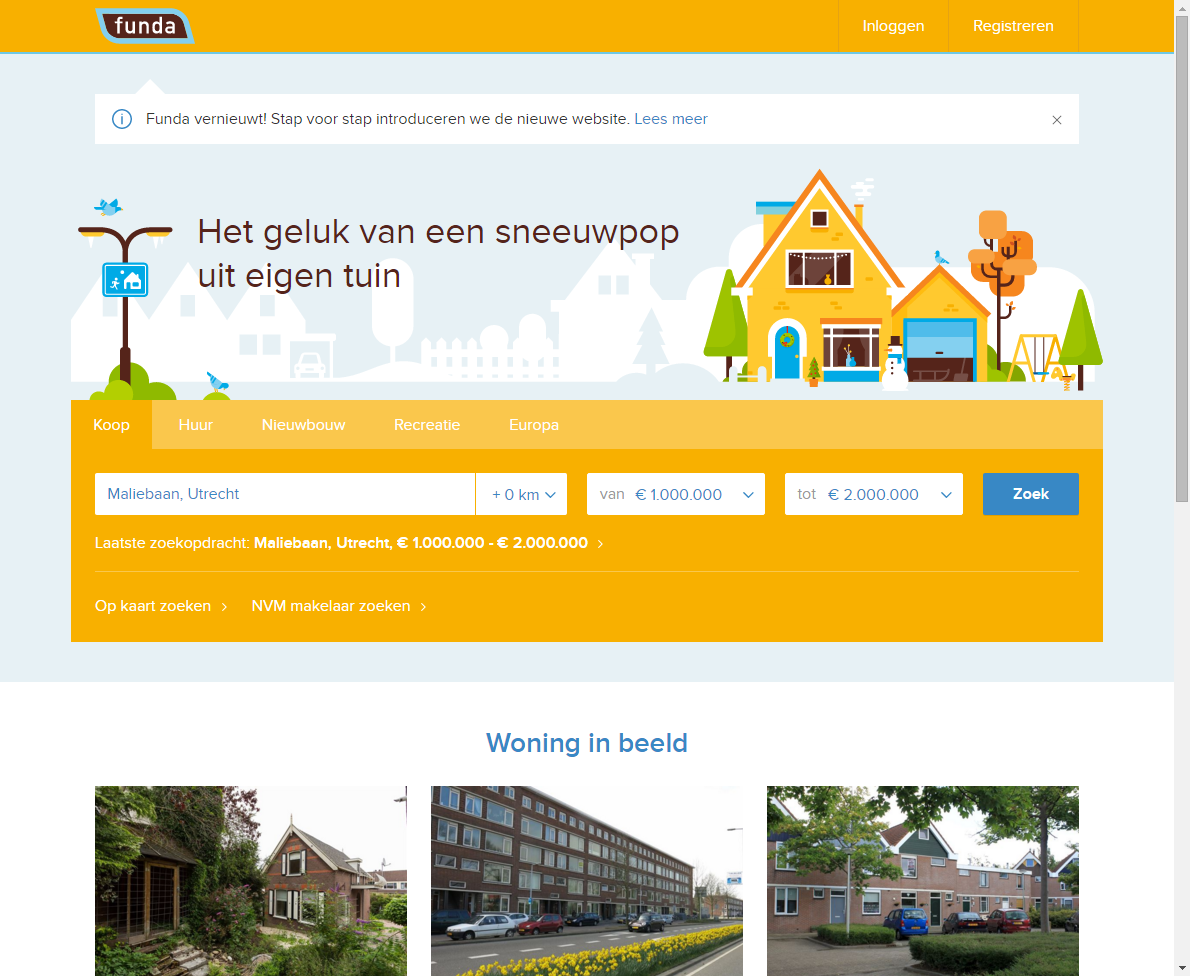 funda
Inloggen
Registreren
Funda vernieuwt! Stap voor stap introduceren we de nieuwe website. Lees meer
Het geluk van een sneeuwpop
uit eigen tuin
Koop
Huur
Nieuwbouw
Recreatie
Europa
Maliebaan, Utrecht
+ 0 km
van € 1.000.000
tot € 2.000.000
Zoek
Laatste zoekopdracht: Maliebaan, Utrecht, € 1.000.000 - € 2.000.000
Op kaart zoeken
NVM makelaar zoeken
Woning in beeld